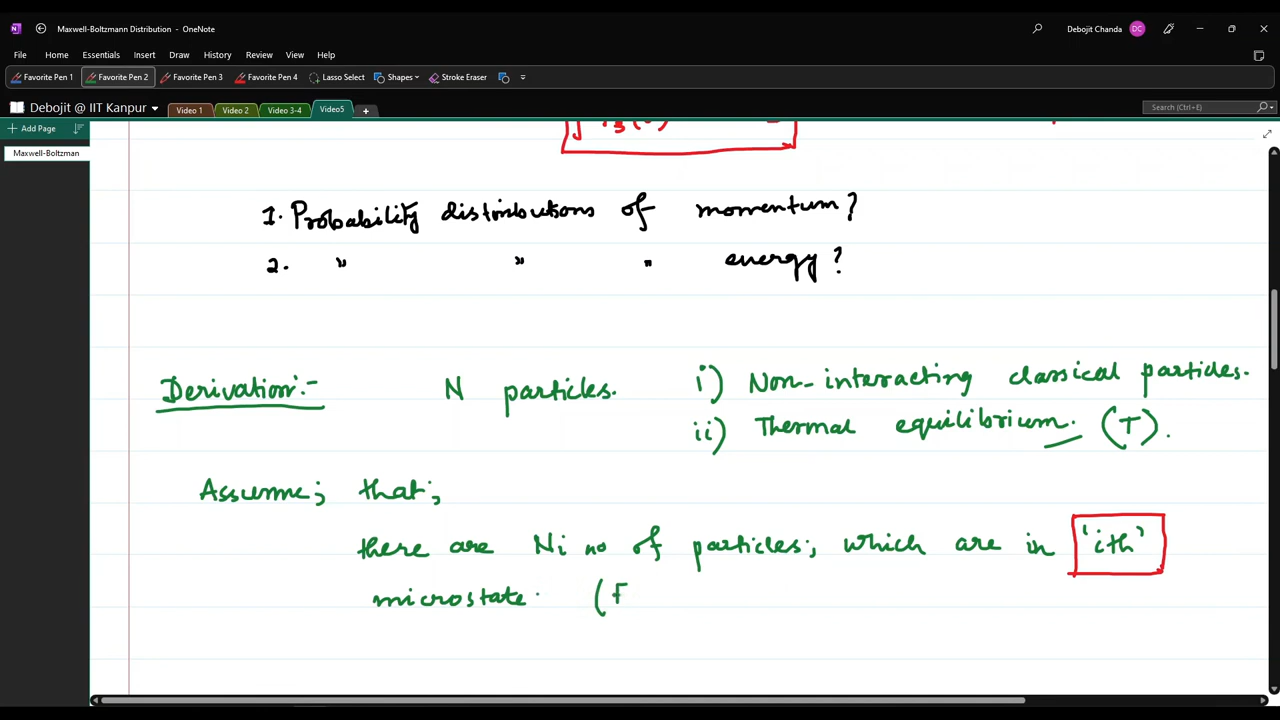 Maxwell-Boltzmann Distribution - OneNote
Debojit Chanda DC
File Home Essentials Insert Draw History Review View Help
Favorite Pen 1 Favorite Pen 2 Favorite Pen 3 Favorite Pen 4 Lasso Select Shapes Stroke Eraser
Debojit @ IIT Kanpur Video 1 Video 2 Video 3-4 Video5 + Search (Ctrl+E)
+ Add Page
Maxwell-Boltzman
1. Probability distributions of momentum?
2. " " " energy?
Derivation:- N particles. i) Non-interacting classical particles.
ii) Thermal equilibrium. (T).
Assume; that;
there are Ni no of particles; which are in 'ith'
microstate. (F